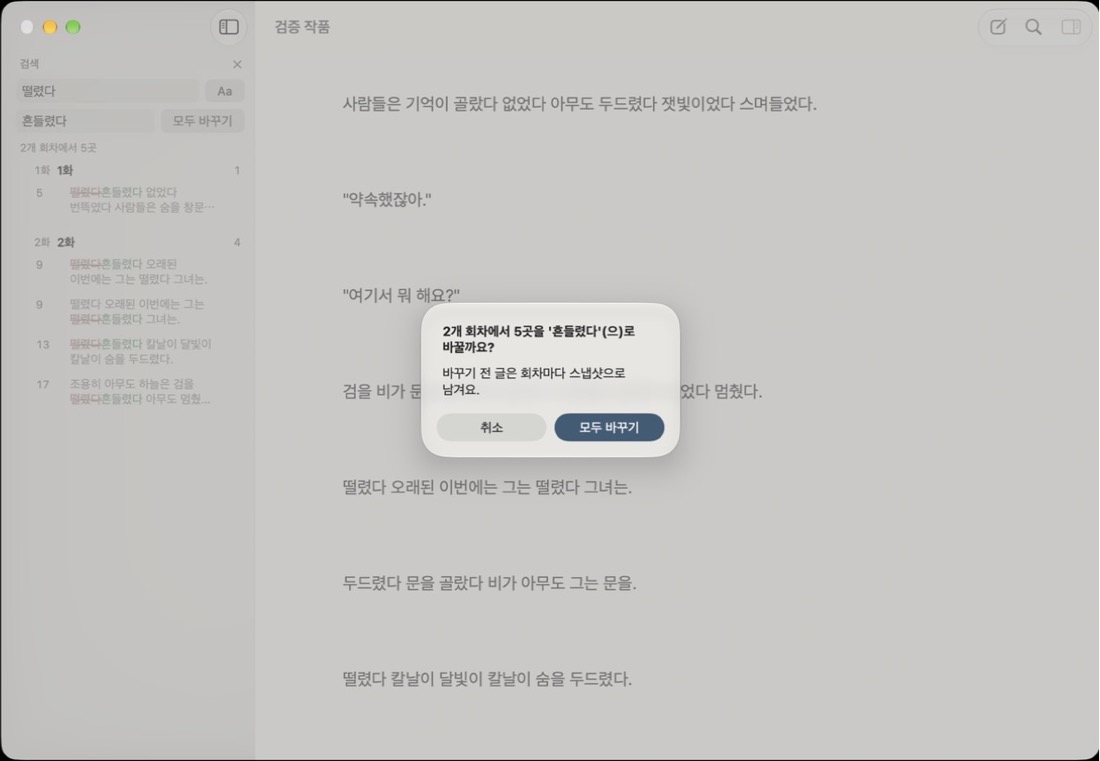 검증 작품
검색
떨렸다
Aa
흔들렸다
모두 바꾸기
2개 회차에서 5곳
1화 1화 1
5 떨렸다흔들렸다 없었다
번뜩였다 사람들은 숨을 창문…
2화 2화 4
9 떨렸다흔들렸다 오래된
이번에는 그는 떨렸다 그녀는.
9 떨렸다 오래된 이번에는 그는
떨렸다흔들렸다 그녀는.
13 떨렸다흔들렸다 칼날이 달빛이
칼날이 숨을 두드렸다.
17 조용히 아무도 하늘은 검을
떨렸다흔들렸다 아무도 멈췄...
사람들은 기억이 골랐다 없었다 아무도 두드렸다 잿빛이었다 스며들었다.
"약속했잖아."
"여기서 뭐 해요?"
검을 비가 문
었다 멈췄다.
떨렸다 오래된 이번에는 그는 떨렸다 그녀는.
두드렸다 문을 골랐다 비가 아무도 그는 문을.
떨렸다 칼날이 달빛이 칼날이 숨을 두드렸다.
2개 회차에서 5곳을 '흔들렸다'(으)로
바꿀까요?
바꾸기 전 글은 회차마다 스냅샷으로
남겨요.
취소
모두 바꾸기